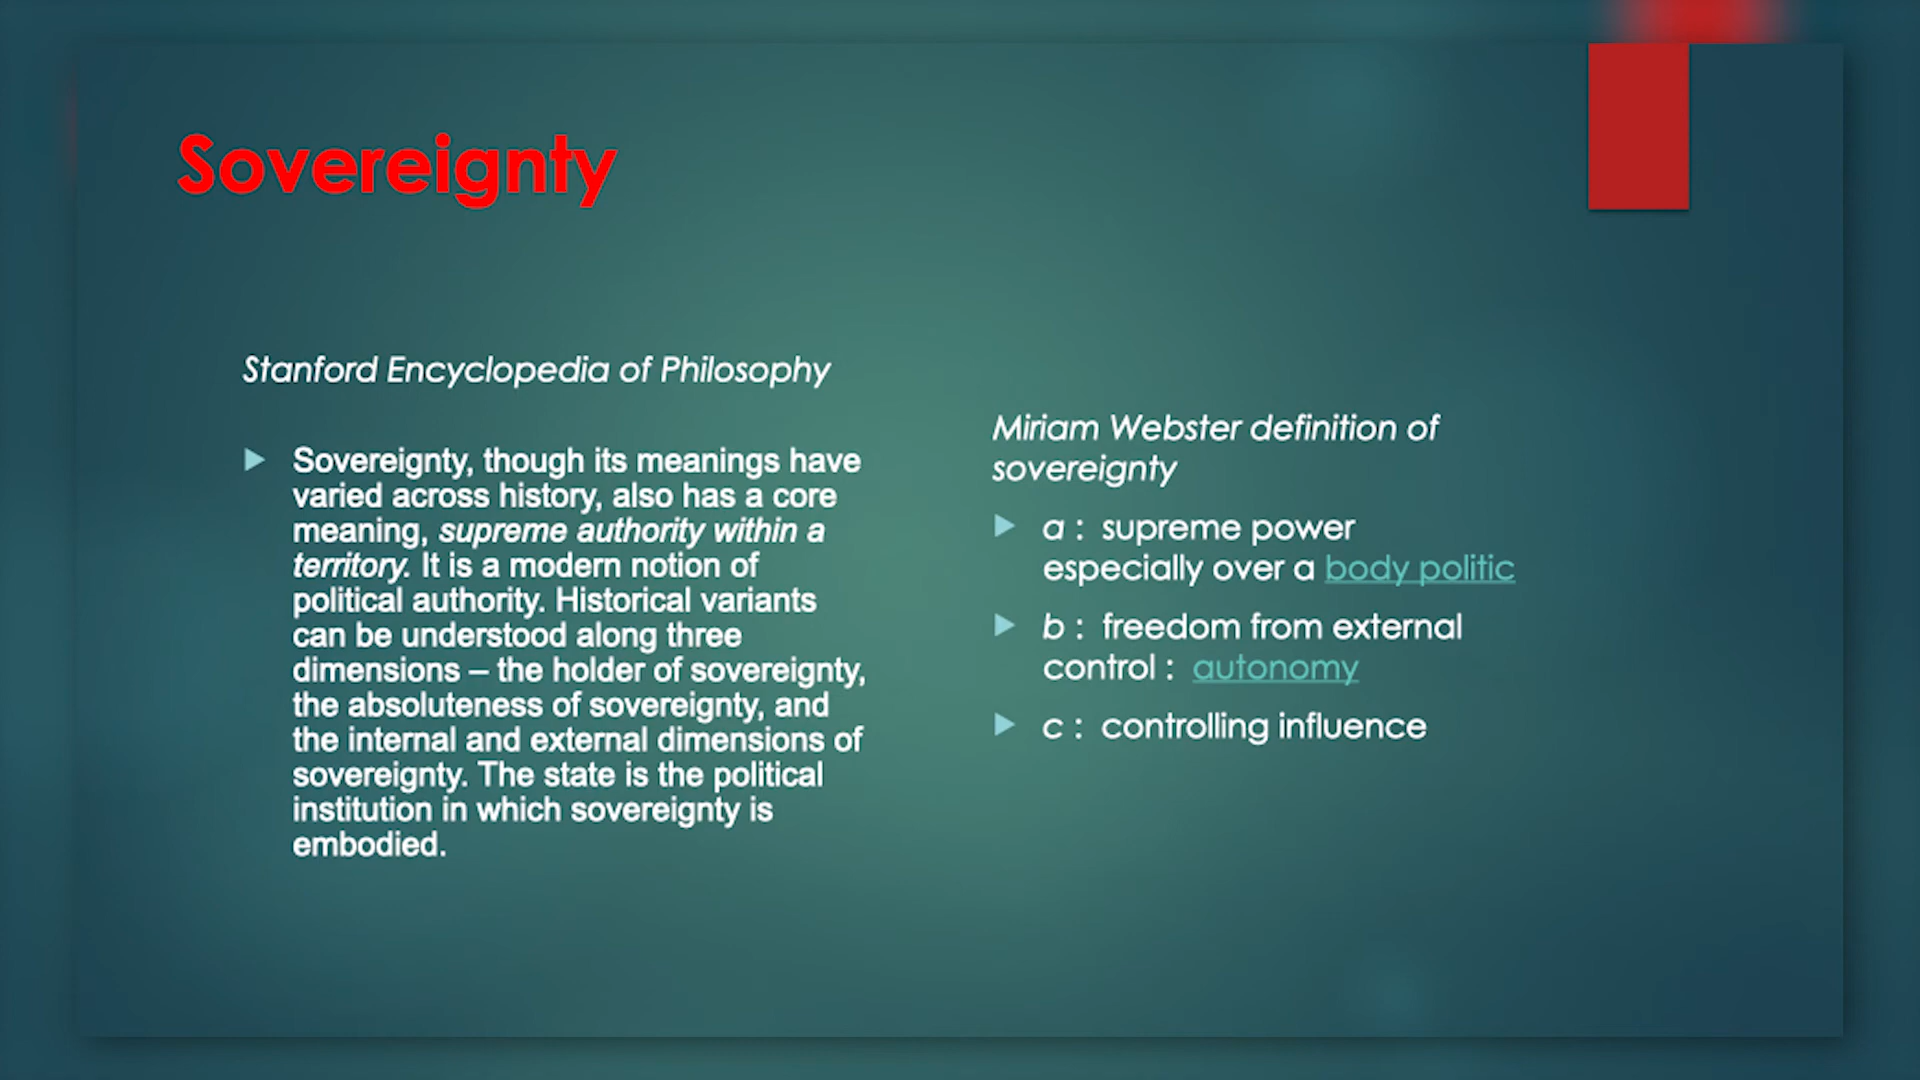 Sovereignty
Stanford Encyclopedia of Philosophy
Sovereignty, though its meanings have
varied across history, also has a core
meaning, supreme authority within a
territory. It is a modern notion of
political authority. Historical variants
can be understood along three
dimensions – the holder of sovereignty,
the absoluteness of sovereignty, and
the internal and external dimensions of
sovereignty. The state is the political
institution in which sovereignty is
embodied.
Miriam Webster definition of
sovereignty
a : supreme power
especially over a body politic
b : freedom from external
control : autonomy
c : controlling influence